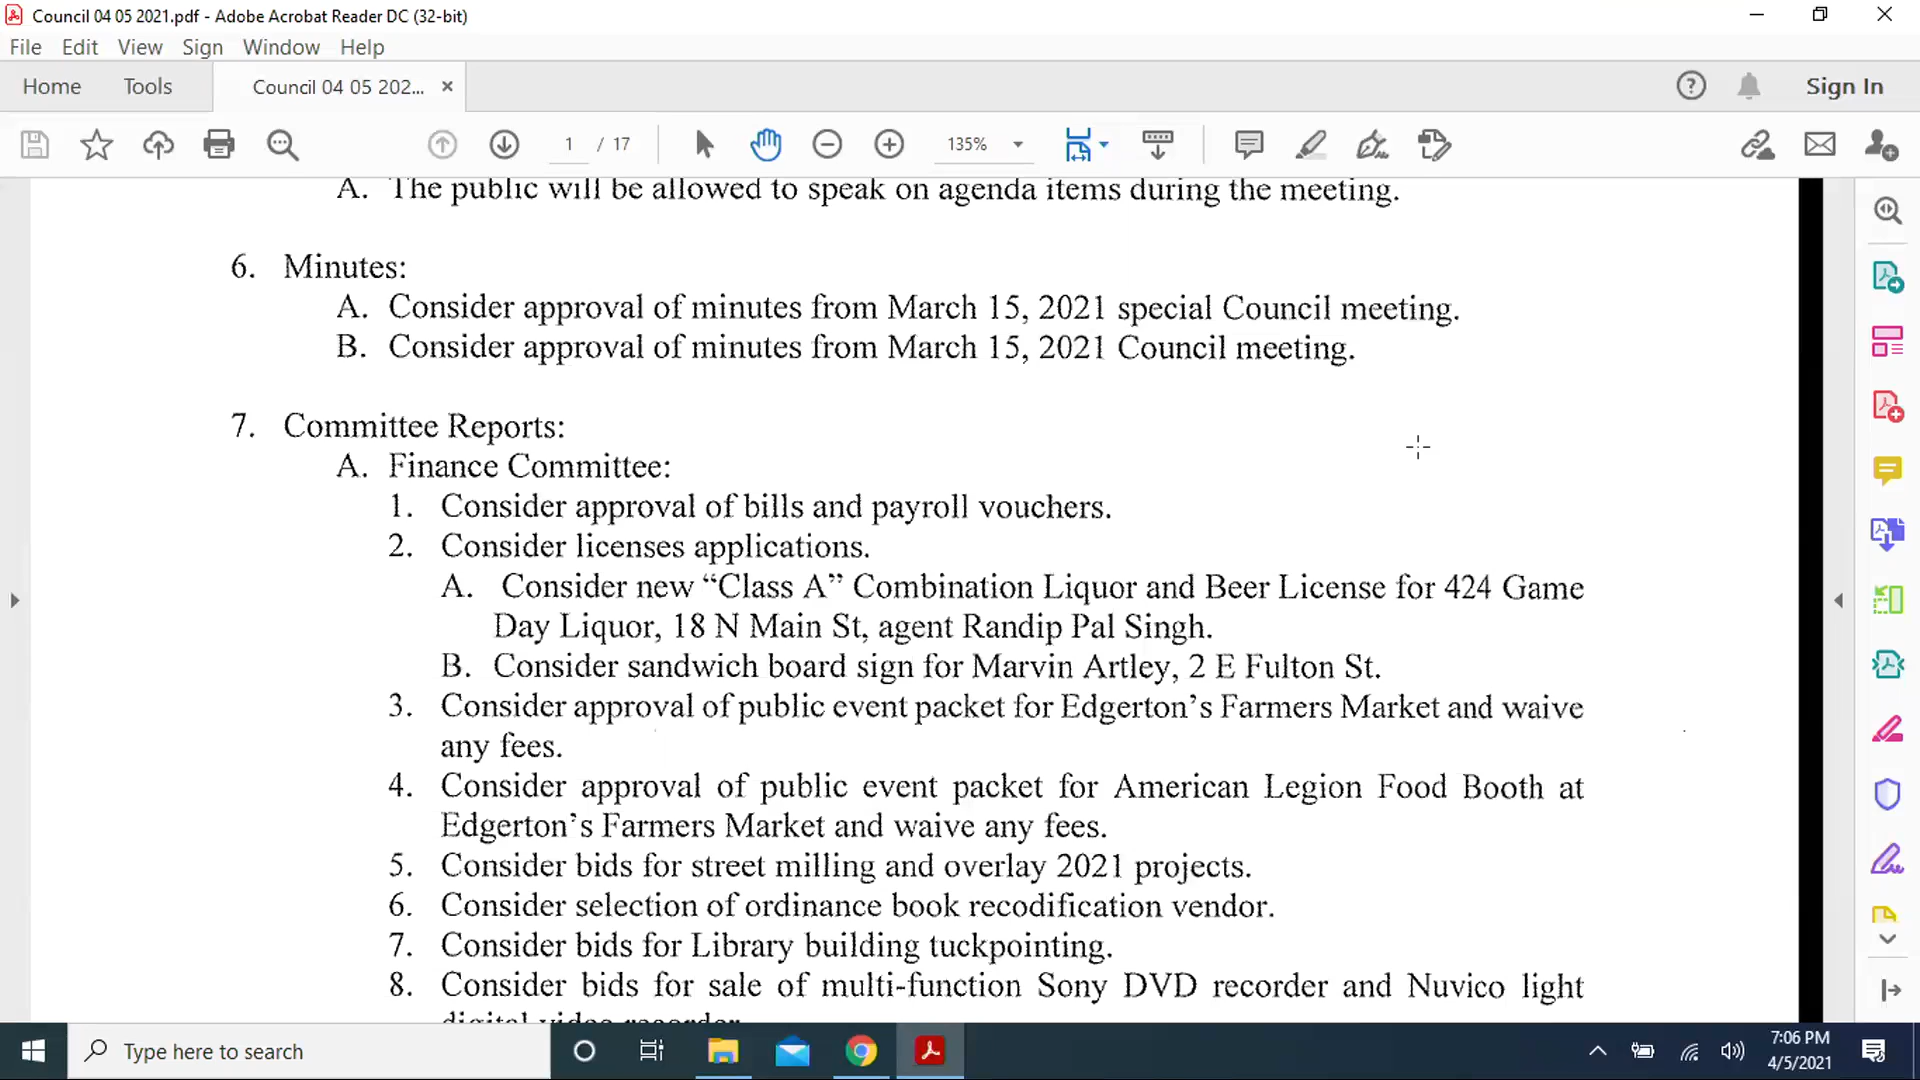 Council 04 05 2021.pdf - Adobe Acrobat Reader DC (32-bit)
File Edit View Sign Window Help
Home Tools Council 04 05 202... × Sign In
1 / 17 135%
A. The public will be allowed to speak on agenda items during the meeting.
6. Minutes:
A. Consider approval of minutes from March 15, 2021 special Council meeting.
B. Consider approval of minutes from March 15, 2021 Council meeting.
7. Committee Reports:
A. Finance Committee:
1. Consider approval of bills and payroll vouchers.
2. Consider licenses applications.
A. Consider new “Class A” Combination Liquor and Beer License for 424 Game
Day Liquor, 18 N Main St, agent Randip Pal Singh.
B. Consider sandwich board sign for Marvin Artley, 2 E Fulton St.
3. Consider approval of public event packet for Edgerton’s Farmers Market and waive
any fees.
4. Consider approval of public event packet for American Legion Food Booth at
Edgerton’s Farmers Market and waive any fees.
5. Consider bids for street milling and overlay 2021 projects.
6. Consider selection of ordinance book recodification vendor.
7. Consider bids for Library building tuckpointing.
8. Consider bids for sale of multi-function Sony DVD recorder and Nuvico light
digital video recorder
Type here to search
7:06 PM
4/5/2021